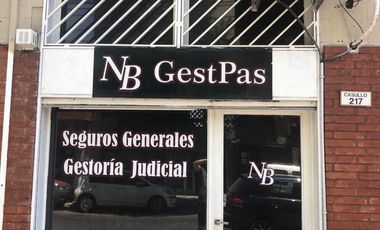 NB GestPas
CASULLO
217
Seguros Generales
Gestoría Judicial
NB